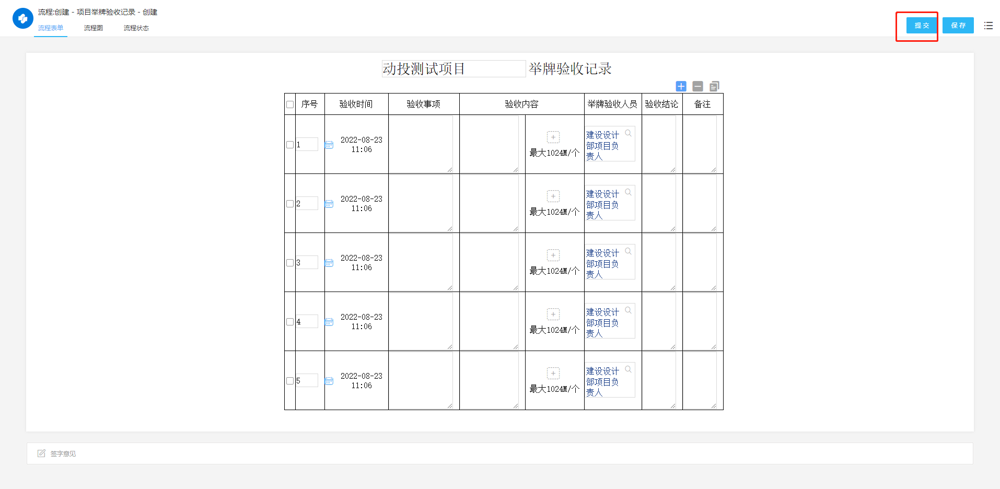 流程:创建 - 项目举牌验收记录 - 创建
流程表单 流程图 流程状态
提交 保存
动投测试项目 举牌验收记录
序号 验收时间 验收事项 验收内容 举牌验收人员 验收结论 备注
1 2022-08-23 11:06 最大1024M/个 建设设计部项目负责人
2 2022-08-23 11:06 最大1024M/个 建设设计部项目负责人
3 2022-08-23 11:06 最大1024M/个 建设设计部项目负责人
4 2022-08-23 11:06 最大1024M/个 建设设计部项目负责人
5 2022-08-23 11:06 最大1024M/个 建设设计部项目负责人
签字意见